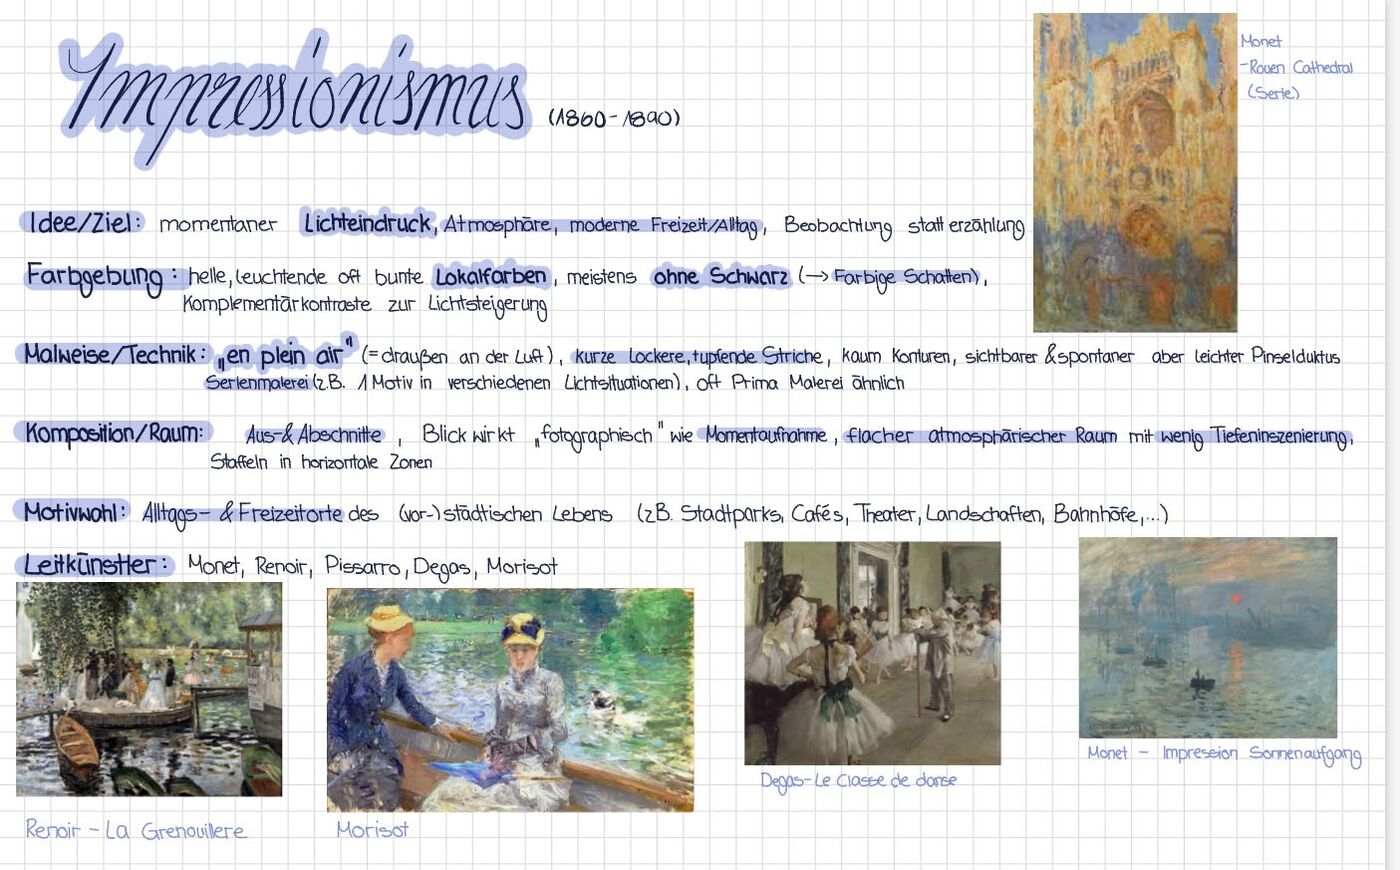 Impressionismus (1860-1890)
Monet
-Rouen Cathedral
(Serie)
Idee/Ziel: momentaner Lichteindruck, Atmosphäre, moderne Freizeit/Alltag, Beobachtung statt erzählung
Farbgebung: helle, leuchtende oft bunte Lokalfarben, meistens ohne Schwarz (→ Farbige Schatten),
Komplementärkontraste zur Lichtsteigerung
Malweise/Technik: „en plein air" (= draußen an der Luft), kurze lockere, tupfende Striche, kaum Konturen, sichtbarer & spontaner aber leichter Pinselduktus
Serienmalerei (z.B. 1 Motiv in verschiedenen Lichtsituationen), oft Prima Malerei ähnlich
Komposition/Raum: Aus-& Abschnitte, Blick wirkt „fotographisch" wie Momentaufnahme, flacher atmosphärischer Raum mit wenig Tiefeninszenierung,
Staffeln in horizontale Zonen
Motivwahl: Alltags- & Freizeitorte des (vor-) städtischen Lebens (z.B. Stadtparks, Cafés, Theater, Landschaften, Bahnhöfe,...)
Leitkünstler: Monet, Renoir, Pissarro, Degas, Morisot
Monet - Impression Sonnenaufgang
Degas-Le Classe de danse
Renoir - La Grenouillere
Morisot